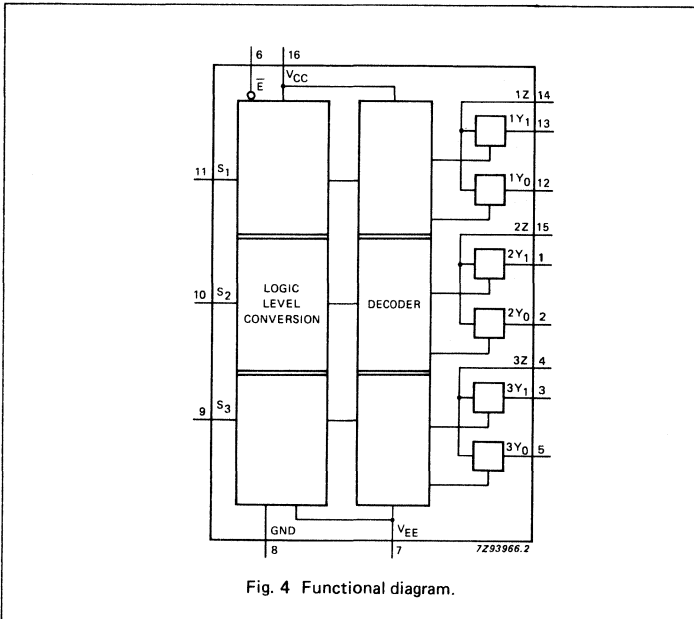 6 16
E̅ V_CC
1Z 14
1Y₁ 13
11 S₁
1Y₀ 12
2Z 15
2Y₁ 1
LOGIC
LEVEL
CONVERSION
DECODER
10 S₂
2Y₀ 2
3Z 4
3Y₁ 3
9 S₃
3Y₀ 5
GND V_EE
8 7
7Z93966.2
Fig. 4 Functional diagram.